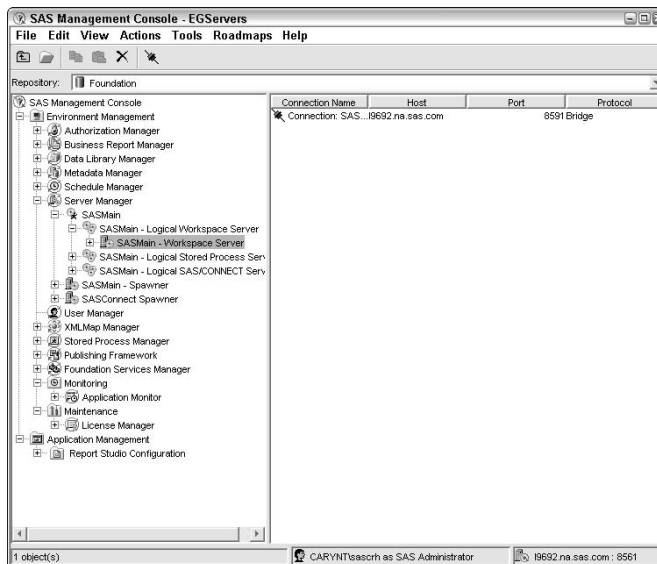 SAS Management Console - EGServers
File Edit View Actions Tools Roadmaps Help
Repository: Foundation
SAS Management Console
Environment Management
Authorization Manager
Business Report Manager
Data Library Manager
Metadata Manager
Schedule Manager
Server Manager
SASMain
SASMain - Logical Workspace Server
SASMain - Workspace Server
SASMain - Logical Stored Process Serv
SASMain - Logical SAS/CONNECT Serv
SASMain - Spawner
SASConnect Spawner
User Manager
XMLMap Manager
Stored Process Manager
Publishing Framework
Foundation Services Manager
Monitoring
Application Monitor
Maintenance
License Manager
Application Management
Report Studio Configuration
Connection Name Host Port Protocol
Connection: SAS...l9692.na.sas.com 8591 Bridge
1 object(s) CARYNT\sascrh as SAS Administrator l9692.na.sas.com : 8561